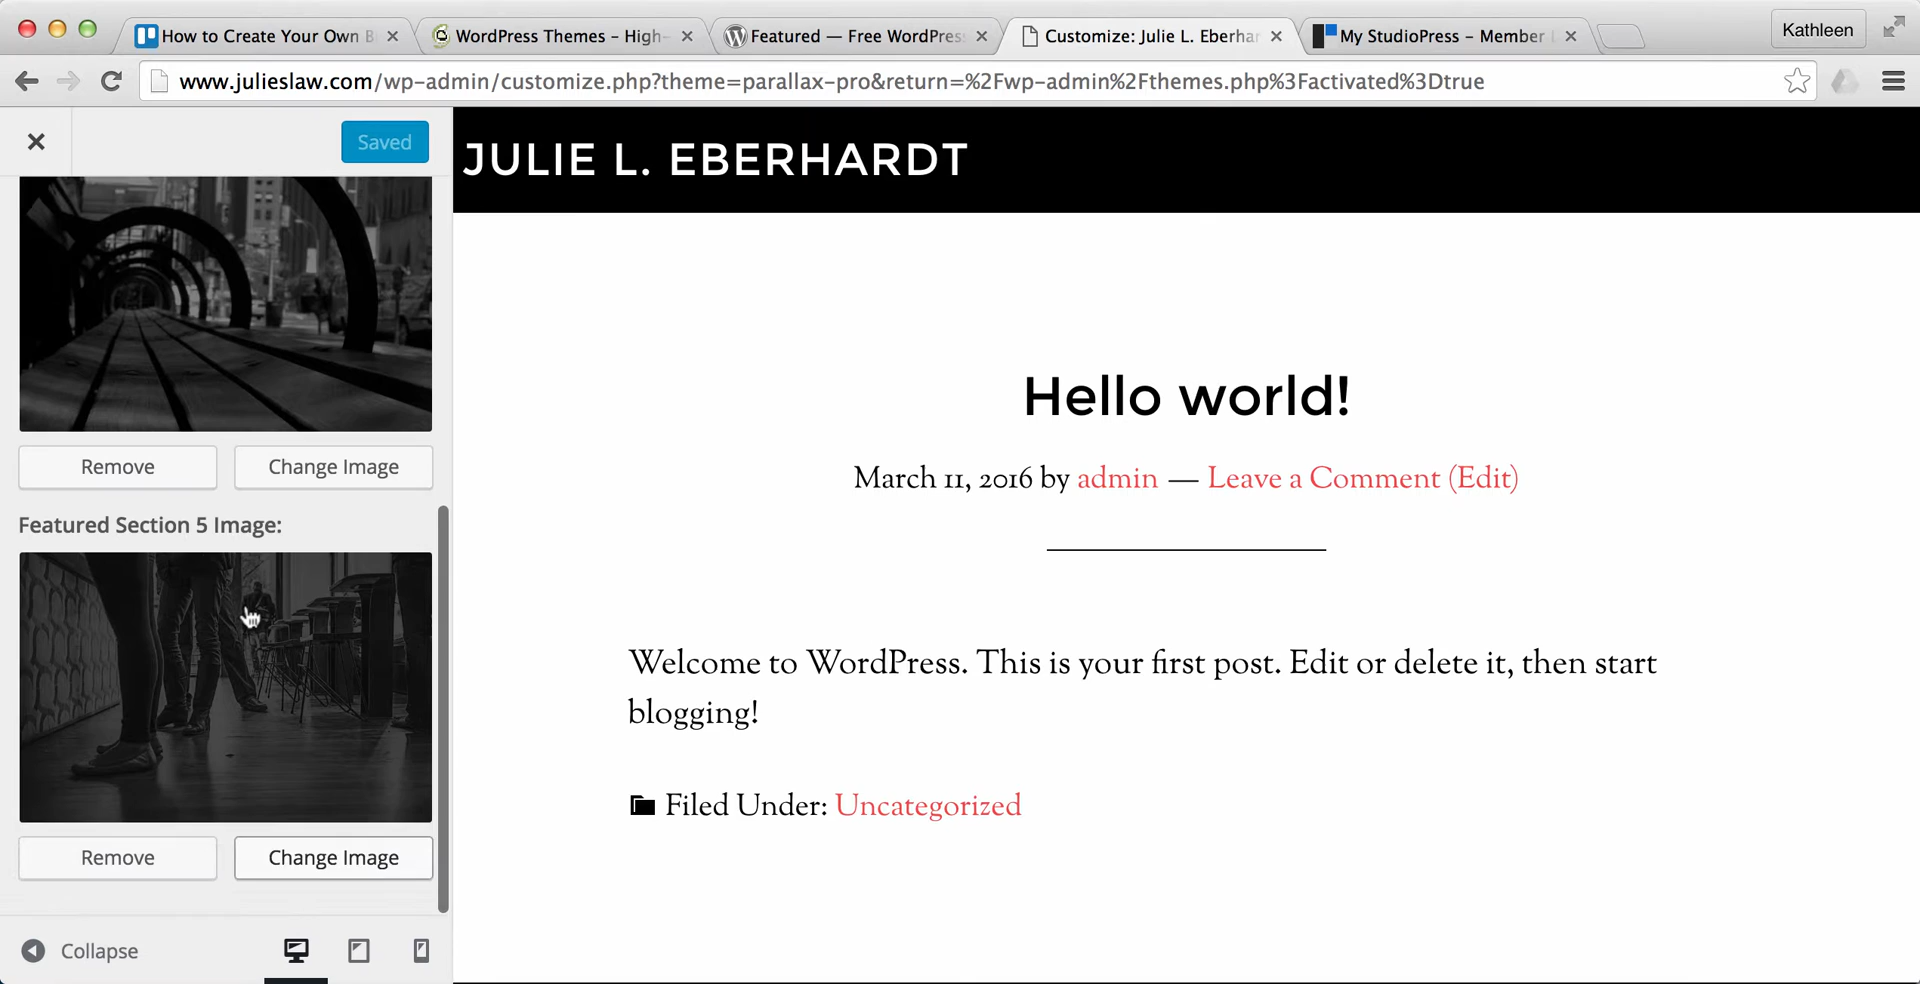 How to Create Your Own B
WordPress Themes – High-
Featured — Free WordPress
Customize: Julie L. Eberhar
My StudioPress – Member
Kathleen
www.julieslaw.com/wp-admin/customize.php?theme=parallax-pro&return=%2Fwp-admin%2Fthemes.php%3Factivated%3Dtrue
Saved
JULIE L. EBERHARDT
Remove
Change Image
Featured Section 5 Image:
Remove
Change Image
Collapse
Hello world!
March 11, 2016 by admin — Leave a Comment (Edit)
Welcome to WordPress. This is your first post. Edit or delete it, then start
blogging!
Filed Under: Uncategorized